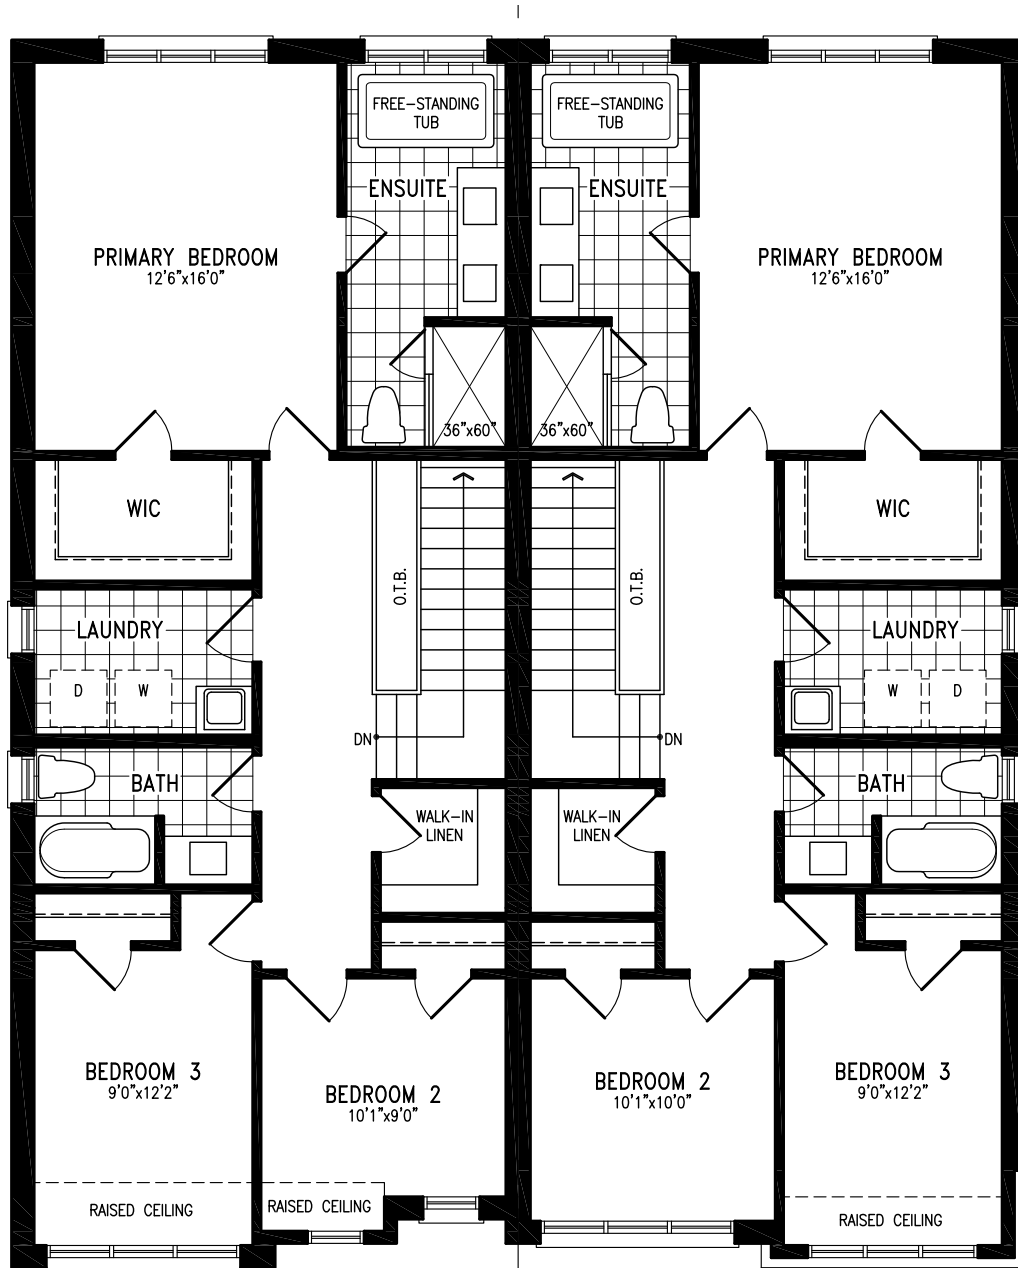 FREE-STANDING
TUB
FREE-STANDING
TUB
ENSUITE
ENSUITE
PRIMARY BEDROOM
12'6"x16'0"
PRIMARY BEDROOM
12'6"x16'0"
36"x60"
36"x60"
WIC
WIC
O.T.B.
O.T.B.
LAUNDRY
LAUNDRY
D
W
W
D
DN
DN
BATH
BATH
WALK-IN
LINEN
WALK-IN
LINEN
BEDROOM 3
9'0"x12'2"
BEDROOM 2
10'1"x9'0"
BEDROOM 2
10'1"x10'0"
BEDROOM 3
9'0"x12'2"
RAISED CEILING
RAISED CEILING
RAISED CEILING